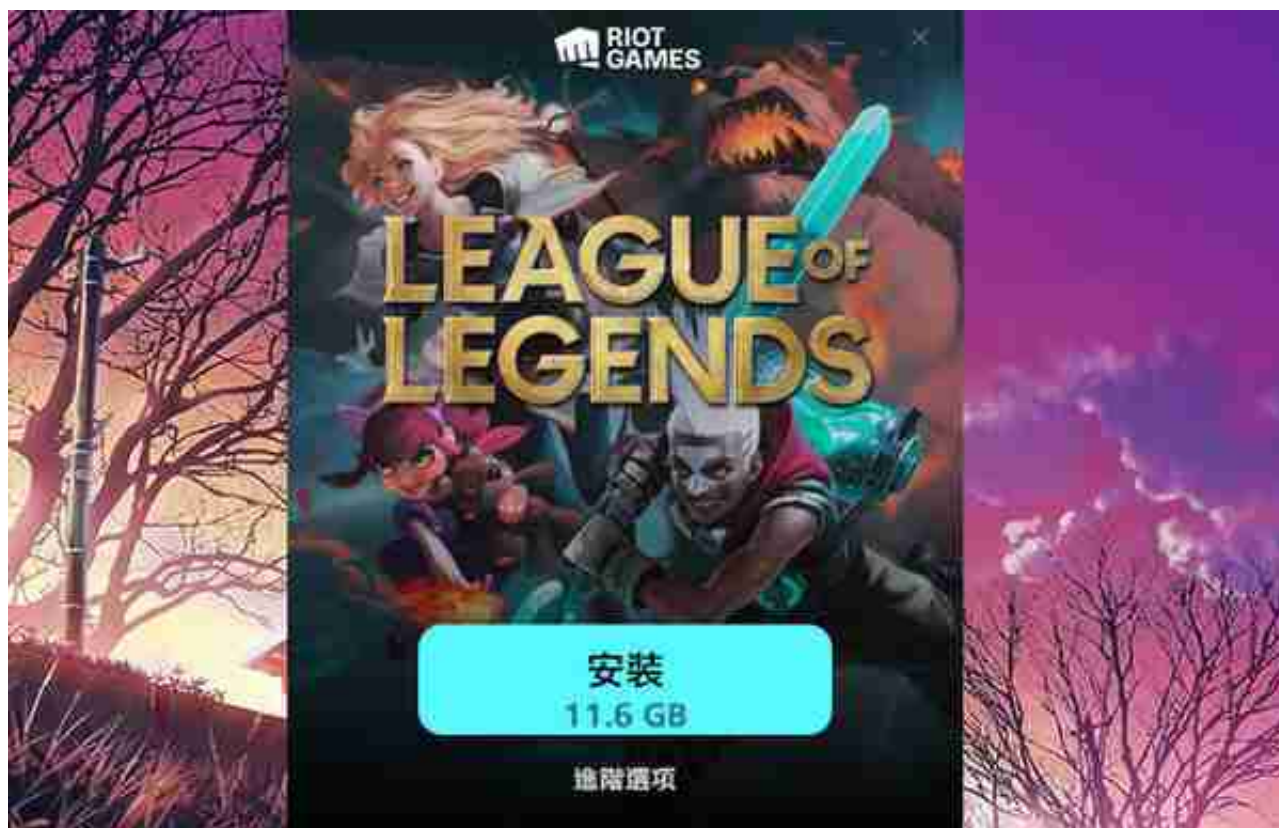 RIOT
GAMES
LEAGUE OF
LEGENDS
安裝
11.6 GB
進階選項